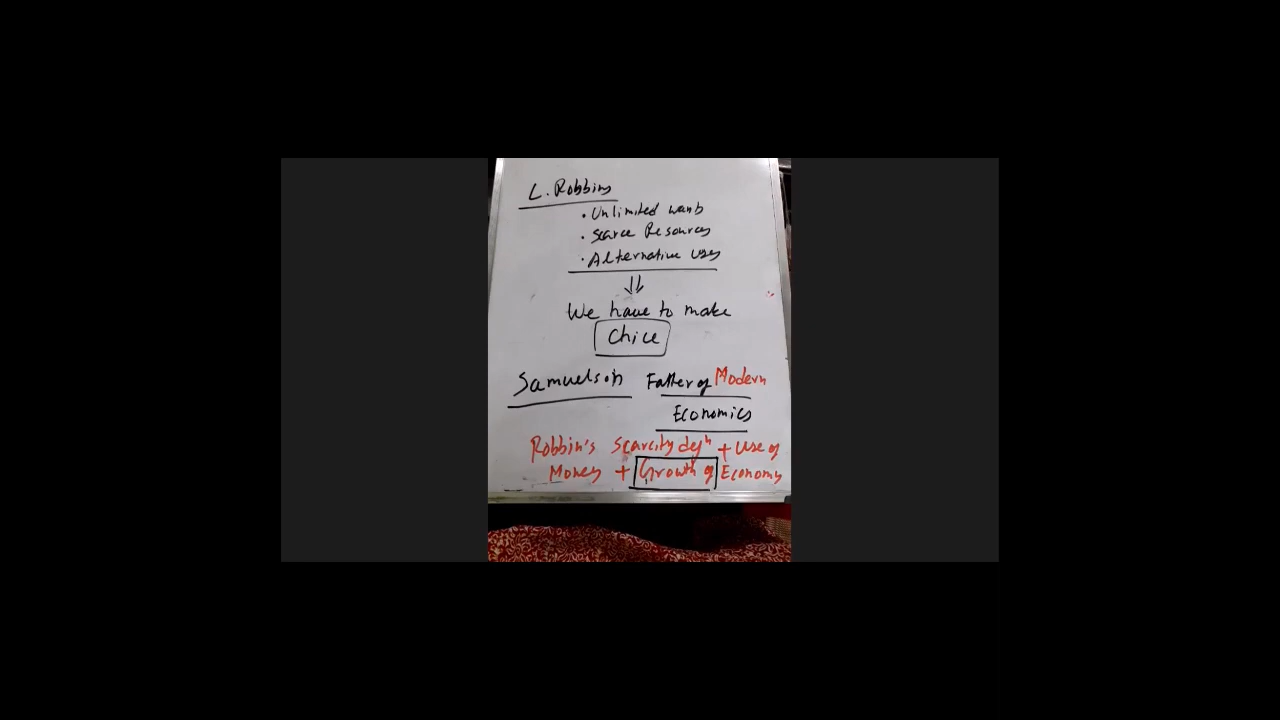 L. Robbins
• Unlimited wants
• Scarce Resources
• Alternative uses
⇓
We have to make
Chice
Samuelson Father of Modern
Economics
Robbin's Scarcity defn + Use of
Money + Growth of Economy